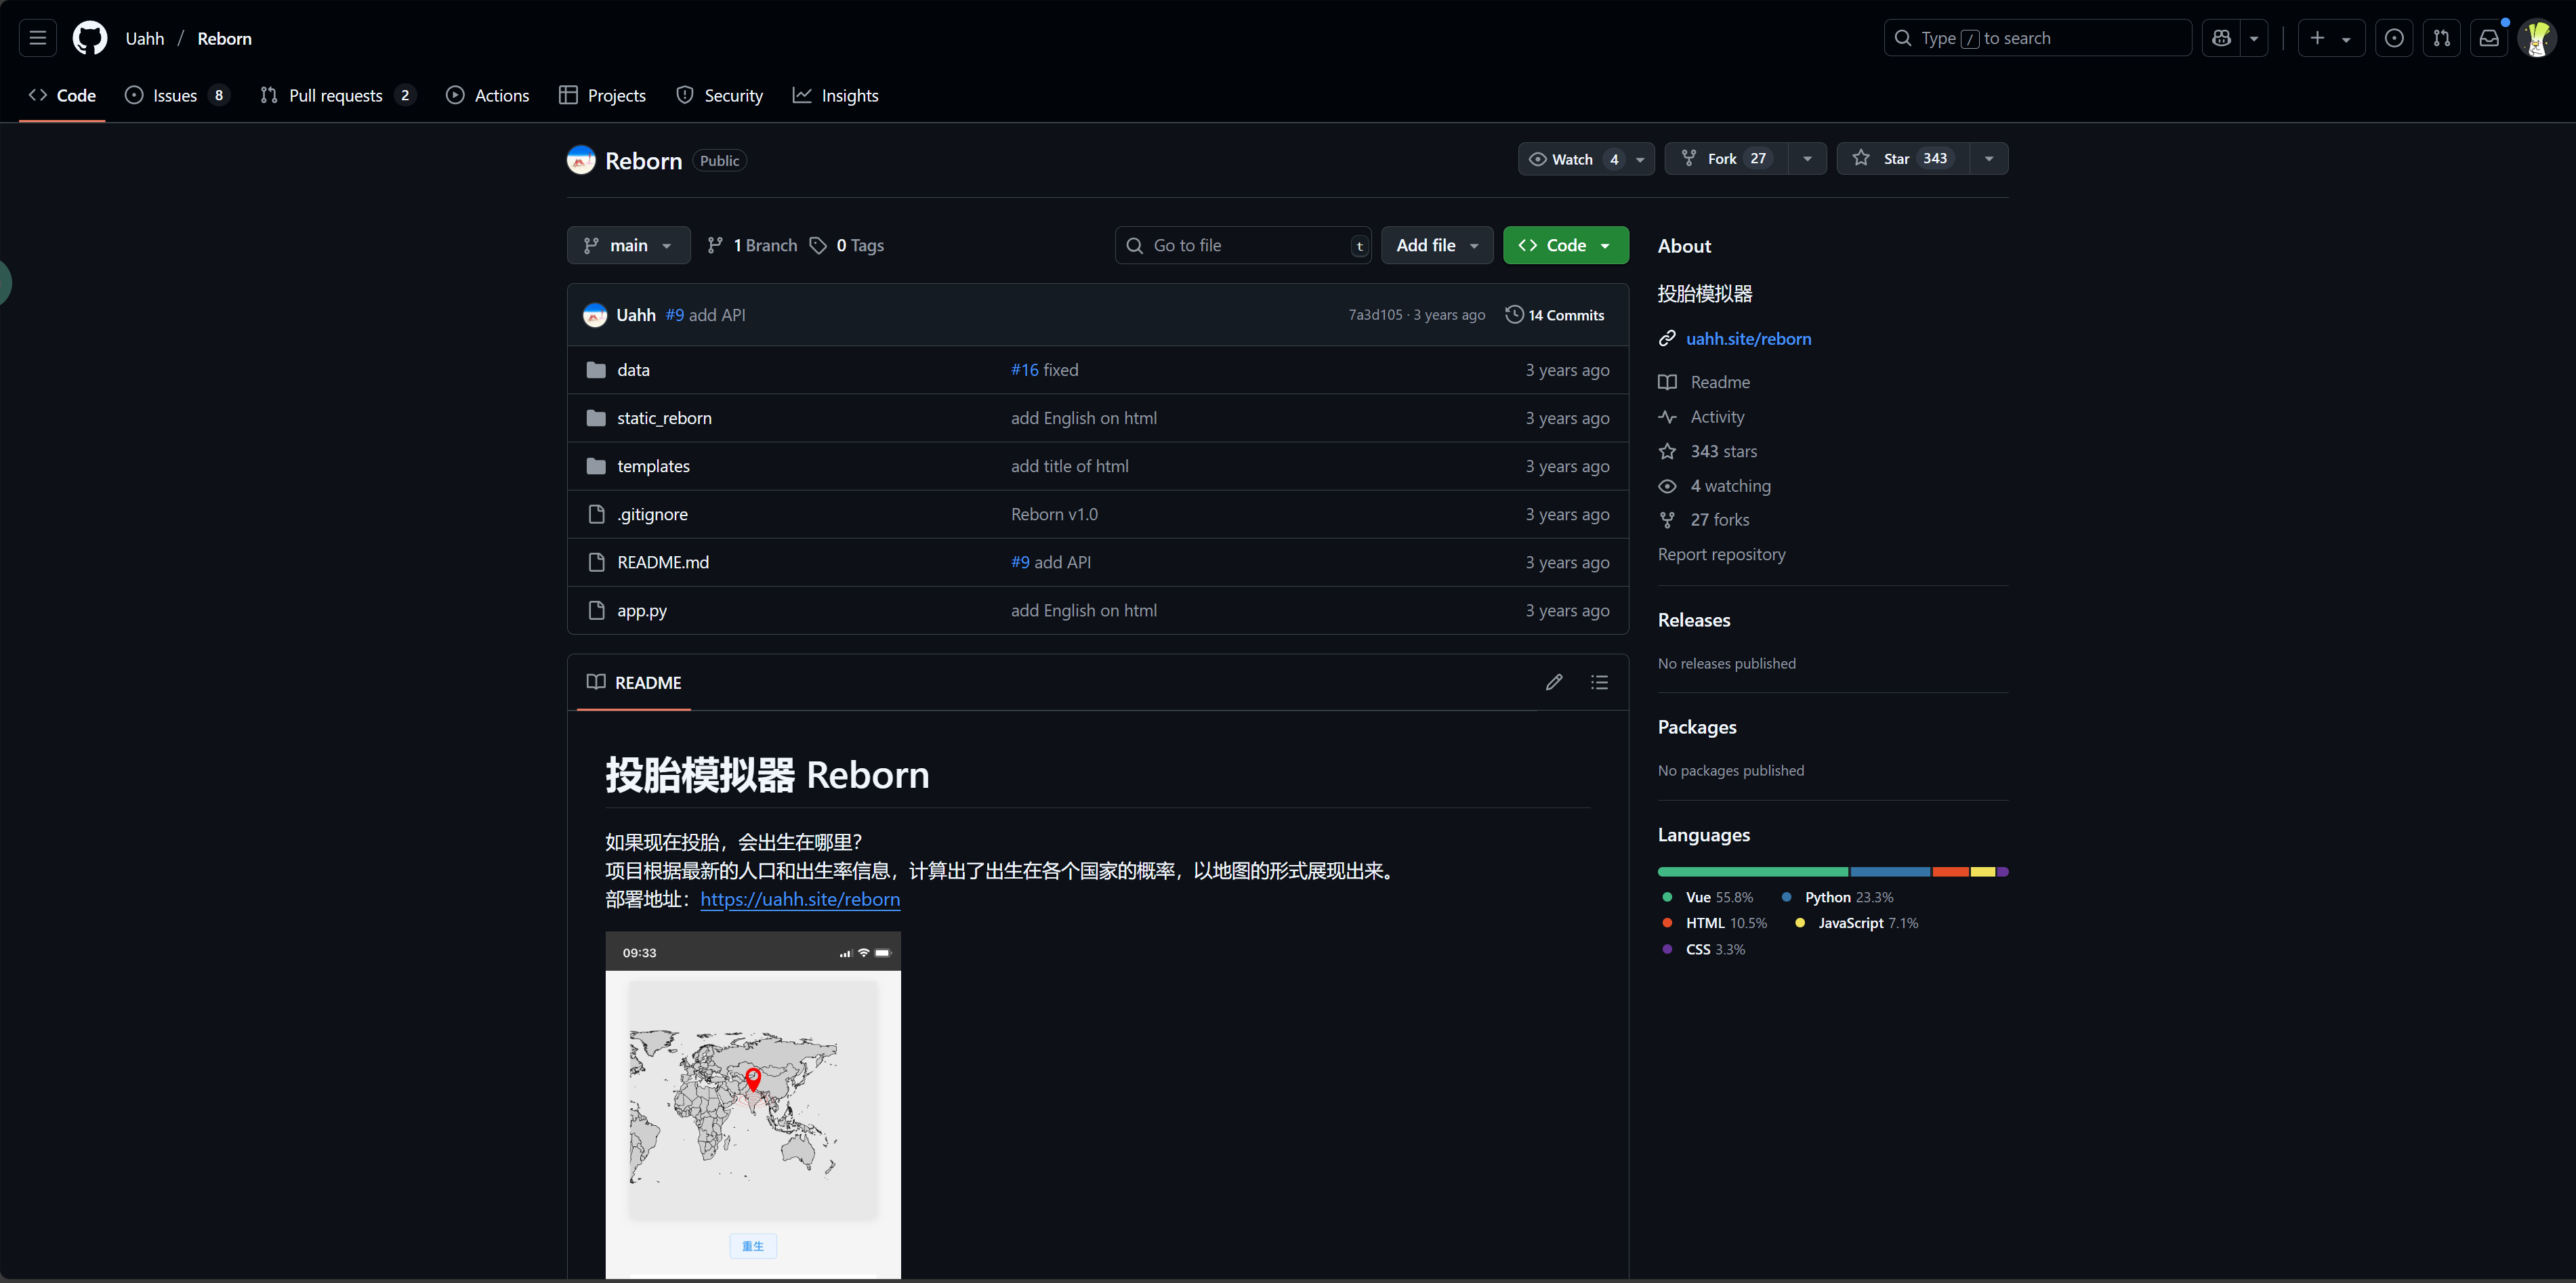 Uahh / Reborn
Type / to search
Code
Issues 8
Pull requests 2
Actions
Projects
Security
Insights
Reborn Public
Watch 4
Fork 27
Star 343
main
1 Branch
0 Tags
Go to file t
Add file
Code
Uahh #9 add API 7a3d105 · 3 years ago 14 Commits
data #16 fixed 3 years ago
static_reborn add English on html 3 years ago
templates add title of html 3 years ago
.gitignore Reborn v1.0 3 years ago
README.md #9 add API 3 years ago
app.py add English on html 3 years ago
README
投胎模拟器 Reborn
如果现在投胎，会出生在哪里？
项目根据最新的人口和出生率信息，计算出了出生在各个国家的概率，以地图的形式展现出来。
部署地址：https://uahh.site/reborn
09:33
重生
About
投胎模拟器
uahh.site/reborn
Readme
Activity
343 stars
4 watching
27 forks
Report repository
Releases
No releases published
Packages
No packages published
Languages
Vue 55.8% Python 23.3%
HTML 10.5% JavaScript 7.1%
CSS 3.3%